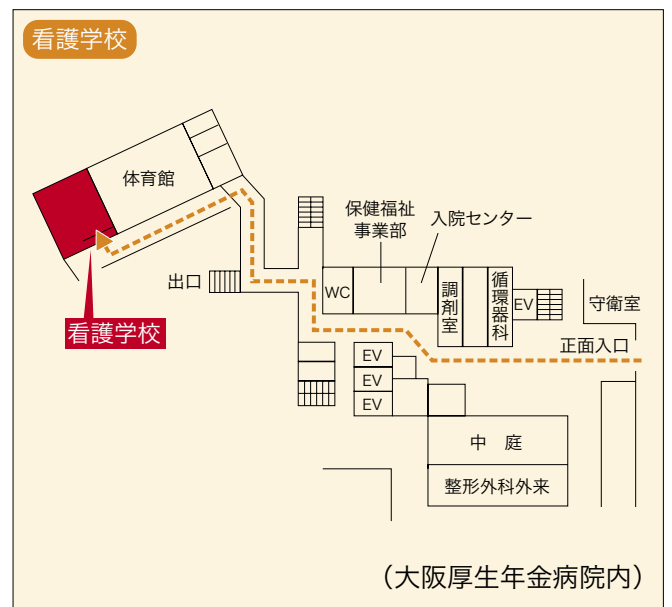 看護学校
体育館
保健福祉
事業部
入院センター
出口
WC
調剤室
循環器科
EV
守衛室
看護学校
正面入口
EV
EV
EV
中 庭
整形外科外来
（大阪厚生年金病院内）